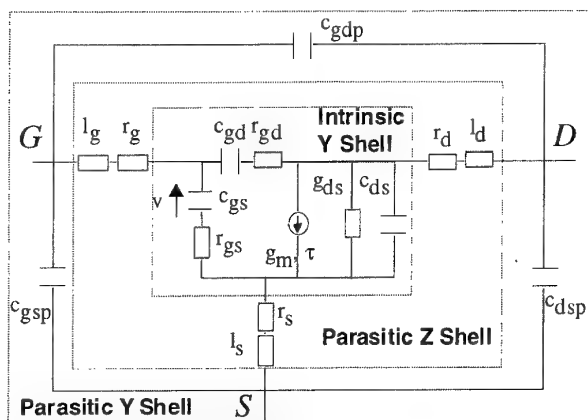 c_gdp
Intrinsic
Y Shell
G
l_g
r_g
c_gd
r_gd
r_d
l_d
D
v
c_gs
g_ds
c_ds
r_gs
g_m, τ
c_gsp
r_s
c_dsp
l_s
Parasitic Z Shell
Parasitic Y Shell
S